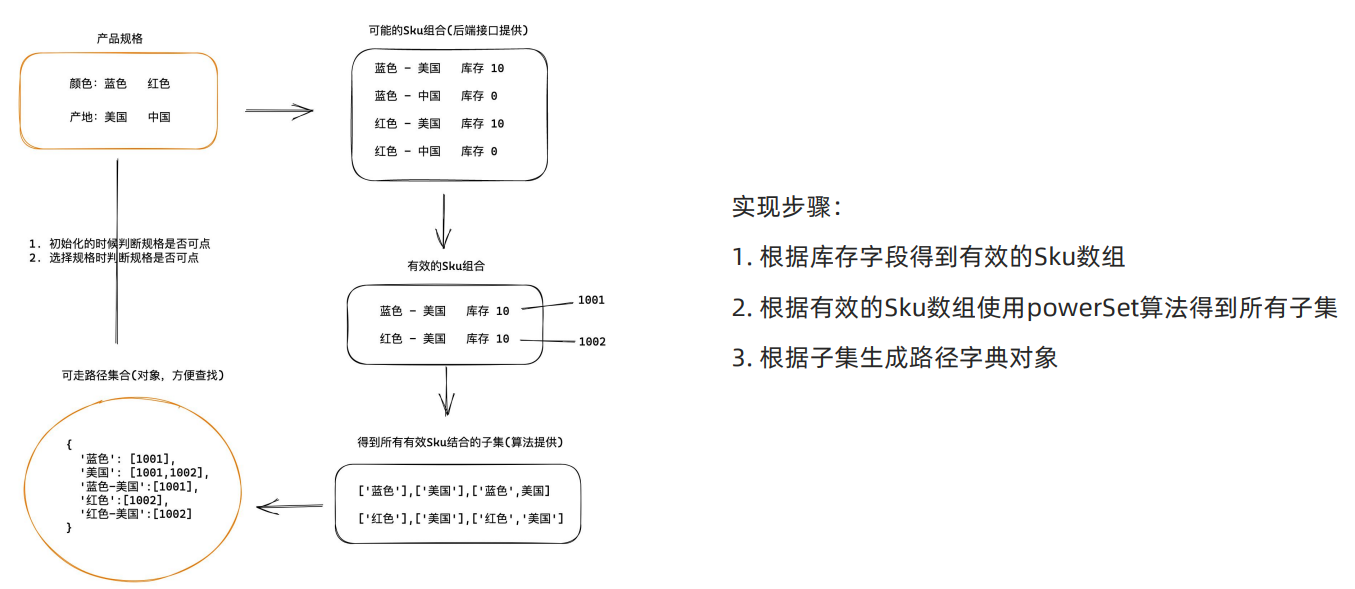 产品规格
颜色: 蓝色 红色
产地: 美国 中国
可能的Sku组合(后端接口提供)
蓝色 - 美国 库存 10
蓝色 - 中国 库存 0
红色 - 美国 库存 10
红色 - 中国 库存 0
1. 初始化的时候判断规格是否可点
2. 选择规格时判断规格是否可点
有效的Sku组合
蓝色 - 美国 库存 10
1001
红色 - 美国 库存 10
1002
得到所有有效Sku结合的子集(算法提供)
['蓝色'],['美国'],['蓝色',美国]
['红色'],['美国'],['红色','美国']
可走路径集合(对象, 方便查找)
{
'蓝色': [1001],
'美国': [1001,1002],
'蓝色-美国':[1001],
'红色':[1002],
'红色-美国':[1002]
}
实现步骤：
1. 根据库存字段得到有效的Sku数组
2. 根据有效的Sku数组使用powerSet算法得到所有子集
3. 根据子集生成路径字典对象